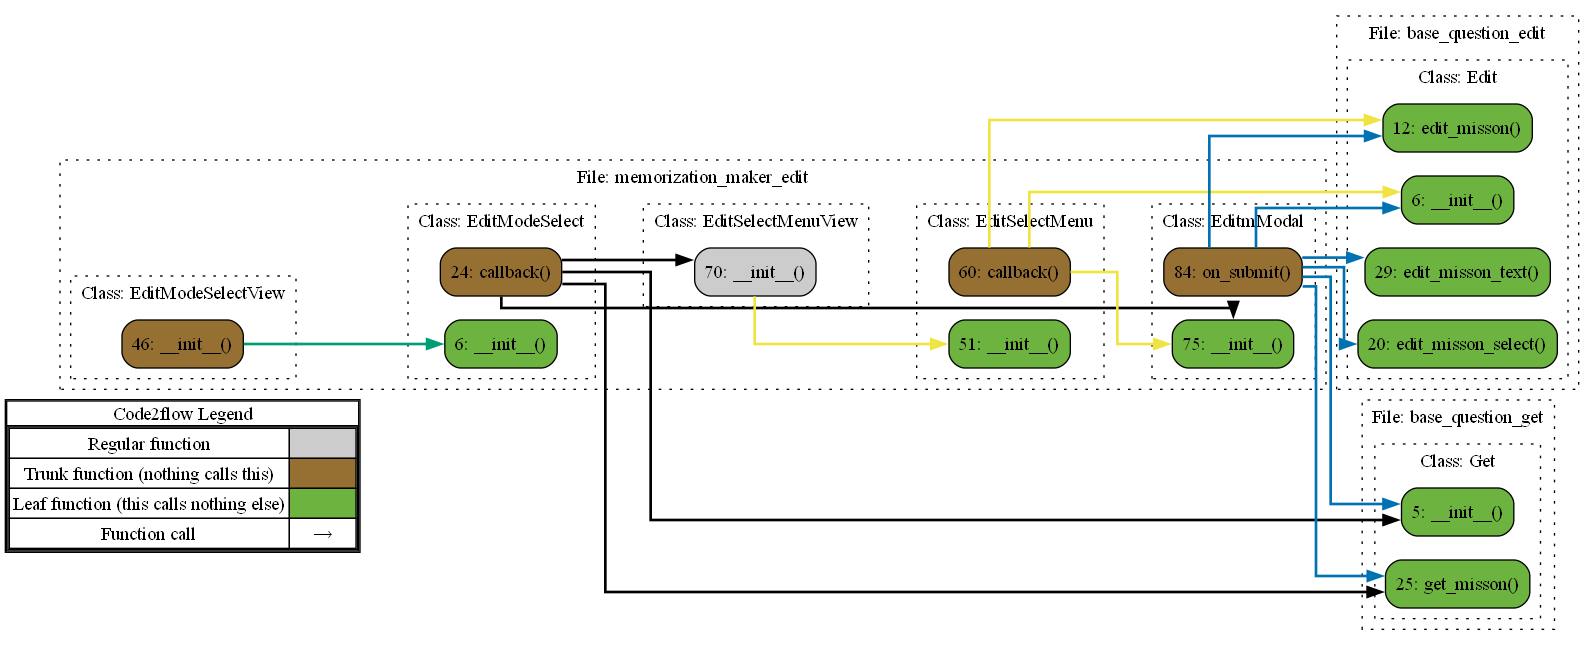 File: base_question_edit
Class: Edit
12: edit_misson()
6: __init__()
29: edit_misson_text()
20: edit_misson_select()
File: memorization_maker_edit
Class: EditModeSelectView
46: __init__()
Class: EditModeSelect
24: callback()
6: __init__()
Class: EditSelectMenuView
70: __init__()
Class: EditSelectMenu
60: callback()
51: __init__()
Class: EditmModal
84: on_submit()
75: __init__()
File: base_question_get
Class: Get
5: __init__()
25: get_misson()
Code2flow Legend
Regular function
Trunk function (nothing calls this)
Leaf function (this calls nothing else)
Function call →